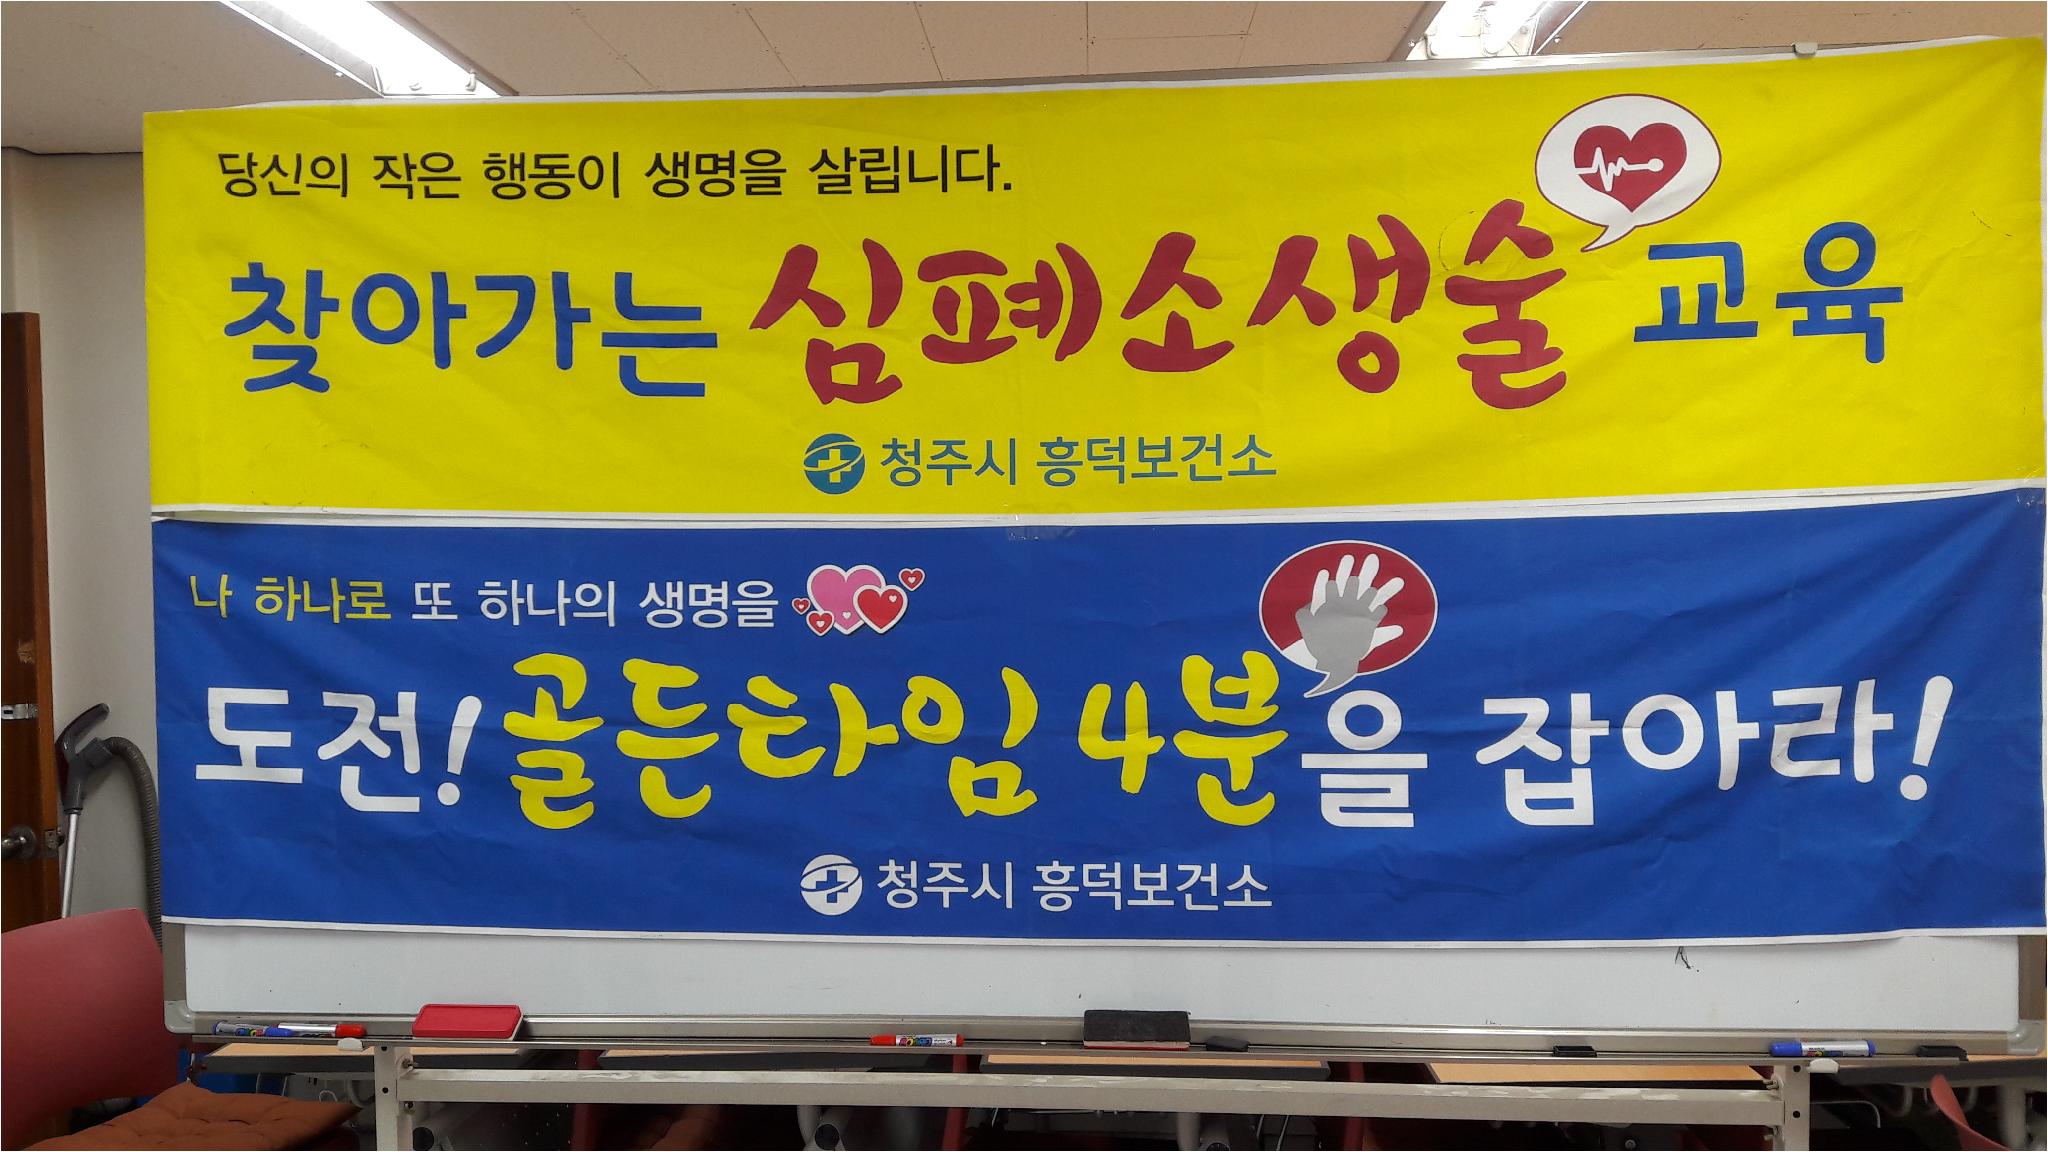 당신의 작은 행동이 생명을 살립니다.
찾아가는 심폐소생술 교육
청주시 흥덕보건소
나 하나로 또 하나의 생명을
도전! 골든타임 4분을 잡아라!
청주시 흥덕보건소